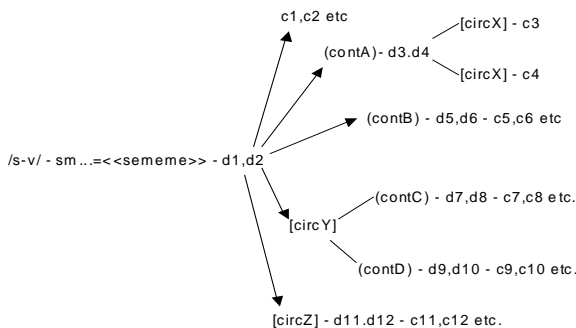 c1,c2 etc
[circX] - c3
(contA)- d3.d4
[circX] - c4
(contB) - d5,d6 - c5,c6 etc
/s-v/ - sm...=<<sememe>> - d1,d2
(contC) - d7,d8 - c7,c8 etc.
[circY]
(contD) - d9,d10 - c9,c10 etc.
[circZ] - d11.d12 - c11,c12 etc.